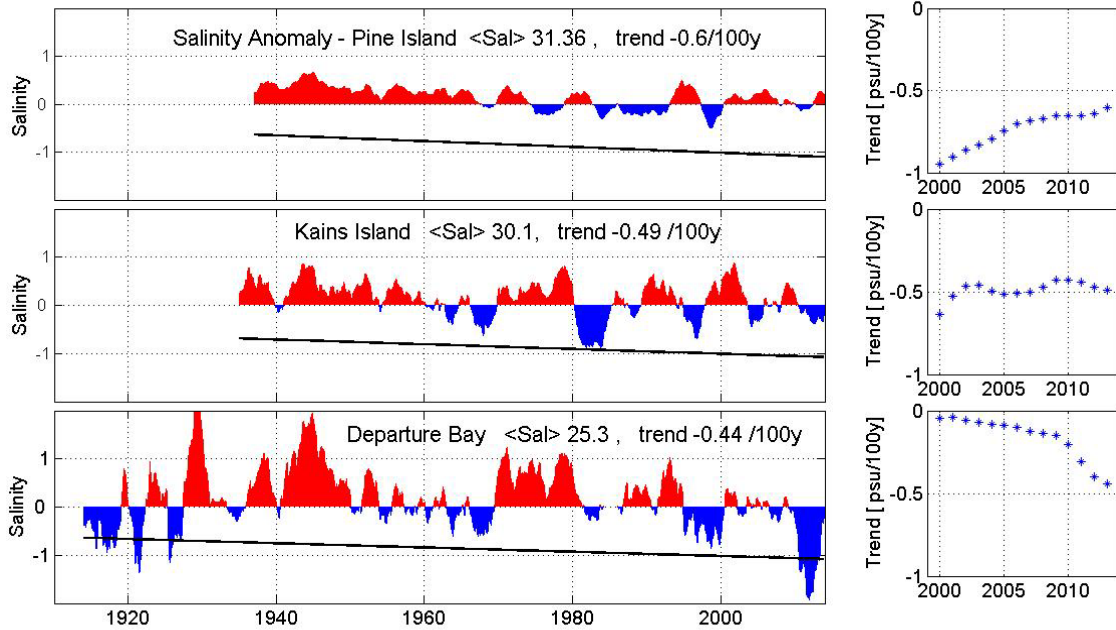 Salinity Anomaly - Pine Island <Sal> 31.36 , trend -0.6/100y
Salinity
1
0
-1
Trend [ psu/100y]
0
-0.5
-1
2000 2005 2010
Kains Island <Sal> 30.1, trend -0.49 /100y
Salinity
1
0
-1
Trend [ psu/100y]
0
-0.5
-1
2000 2005 2010
Departure Bay <Sal> 25.3 , trend -0.44 /100y
Salinity
1
0
-1
1920 1940 1960 1980 2000
Trend [ psu/100y]
0
-0.5
-1
2000 2005 2010